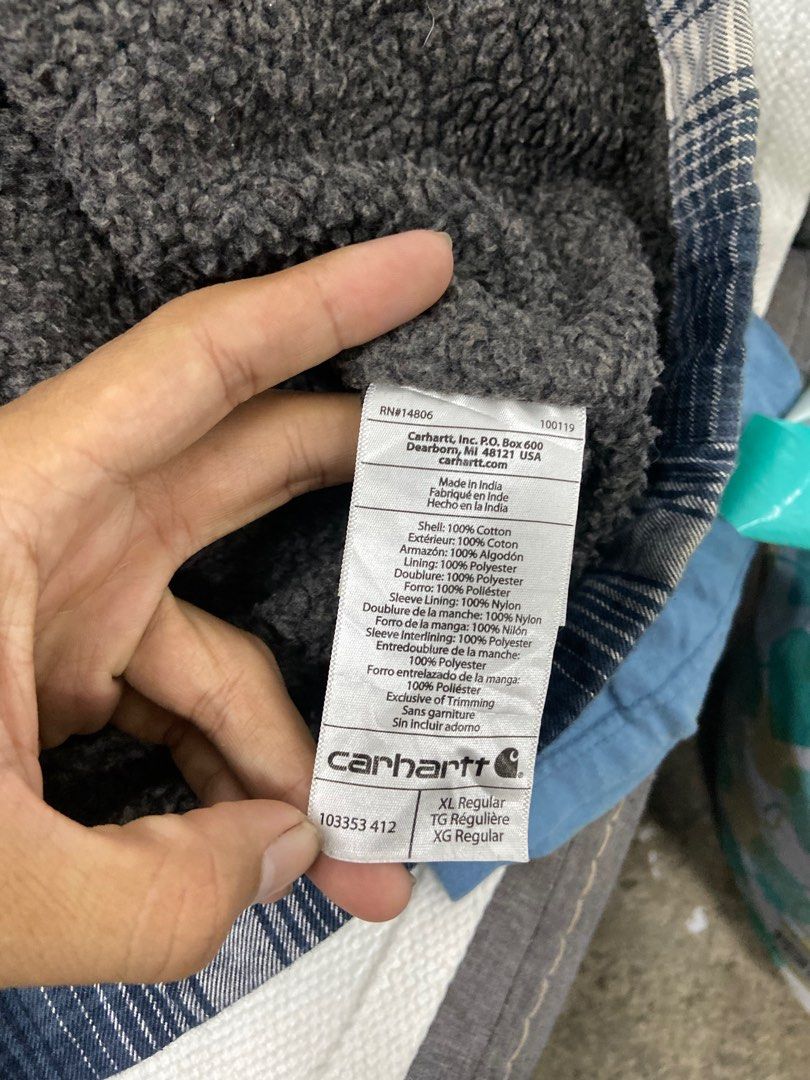 RN#14806 100119
Carhartt, Inc. P.O. Box 600
Dearborn, MI 48121 USA
carhartt.com
Made in India
Fabriqué en Inde
Hecho en la India
Shell: 100% Cotton
Extérieur: 100% Coton
Armazón: 100% Algodón
Lining: 100% Polyester
Doublure: 100% Polyester
Forro: 100% Poliéster
Sleeve Lining: 100% Nylon
Doublure de la manche: 100% Nylon
Forro de la manga: 100% Nilón
Sleeve Interlining: 100% Polyester
Entredoublure de la manche:
100% Polyester
Forro entrelazado de la manga:
100% Poliéster
Exclusive of Trimming
Sans garniture
Sin incluir adorno
carhartt
103353 412
XL Regular
TG Régulière
XG Regular